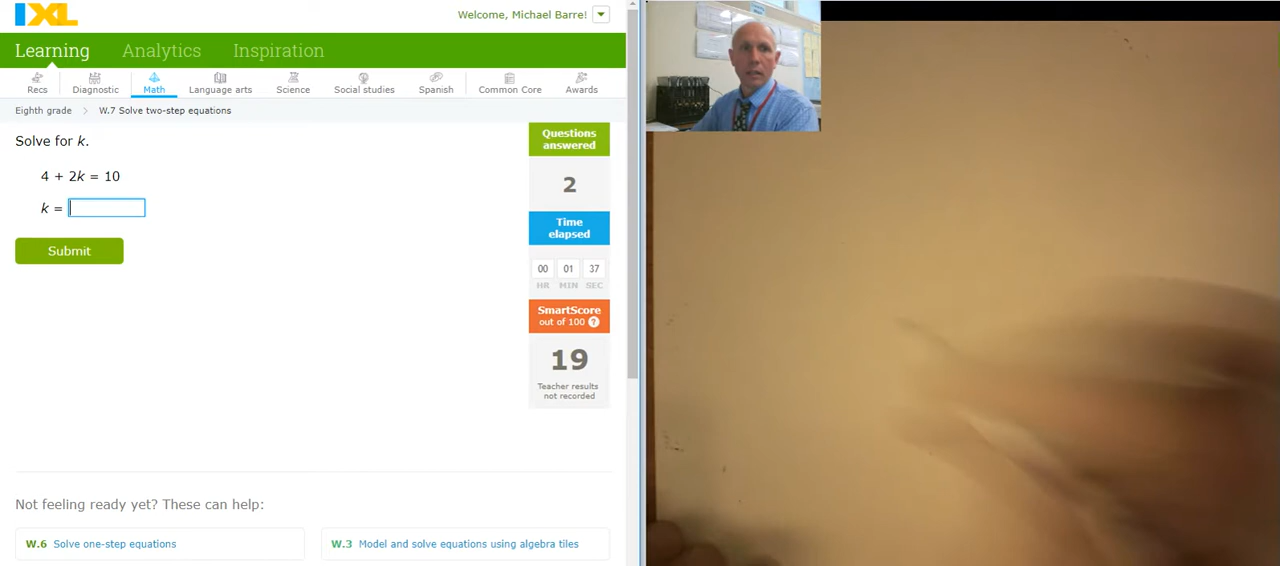 IXL
Welcome, Michael Barre!
Learning Analytics Inspiration
Recs Diagnostic Math Language arts Science Social studies Spanish Common Core Awards
Eighth grade W.7 Solve two-step equations
Solve for k.
4 + 2k = 10
k =
Submit
Questions
answered
2
Time
elapsed
00 01 37
HR MIN SEC
SmartScore
out of 100 ?
19
Teacher results
not recorded
Not feeling ready yet? These can help:
W.6 Solve one-step equations
W.3 Model and solve equations using algebra tiles